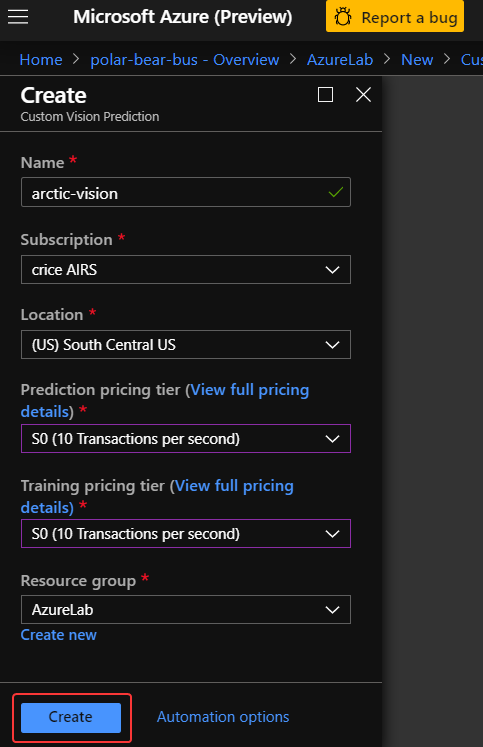 Microsoft Azure (Preview)
Report a bug
Home > polar-bear-bus - Overview > AzureLab > New > Cus
Create
Custom Vision Prediction
Name *
arctic-vision
Subscription *
crice AIRS
Location *
(US) South Central US
Prediction pricing tier (View full pricing
details) *
S0 (10 Transactions per second)
Training pricing tier (View full pricing
details) *
S0 (10 Transactions per second)
Resource group *
AzureLab
Create new
Create
Automation options